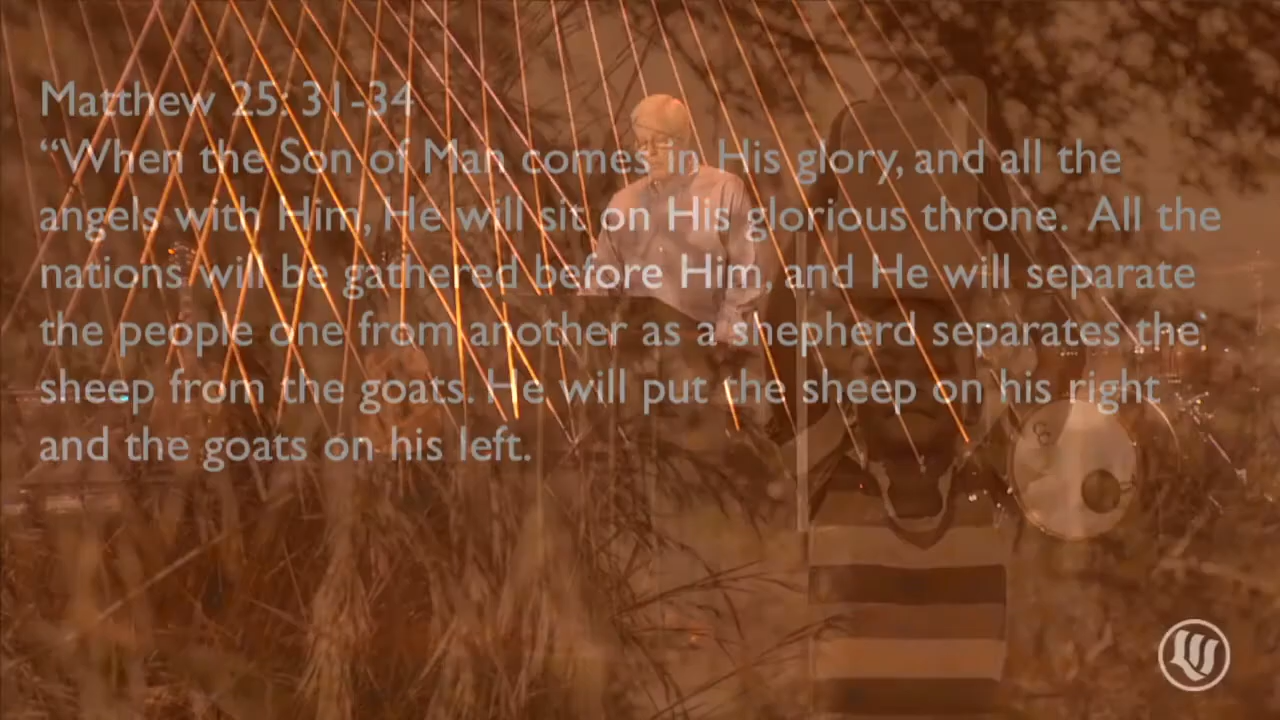 Matthew 25: 31-34
“When the Son of Man comes in His glory, and all the
angels with Him, He will sit on His glorious throne. All the
nations will be gathered before Him, and He will separate
the people one from another as a shepherd separates the
sheep from the goats. He will put the sheep on his right
and the goats on his left.